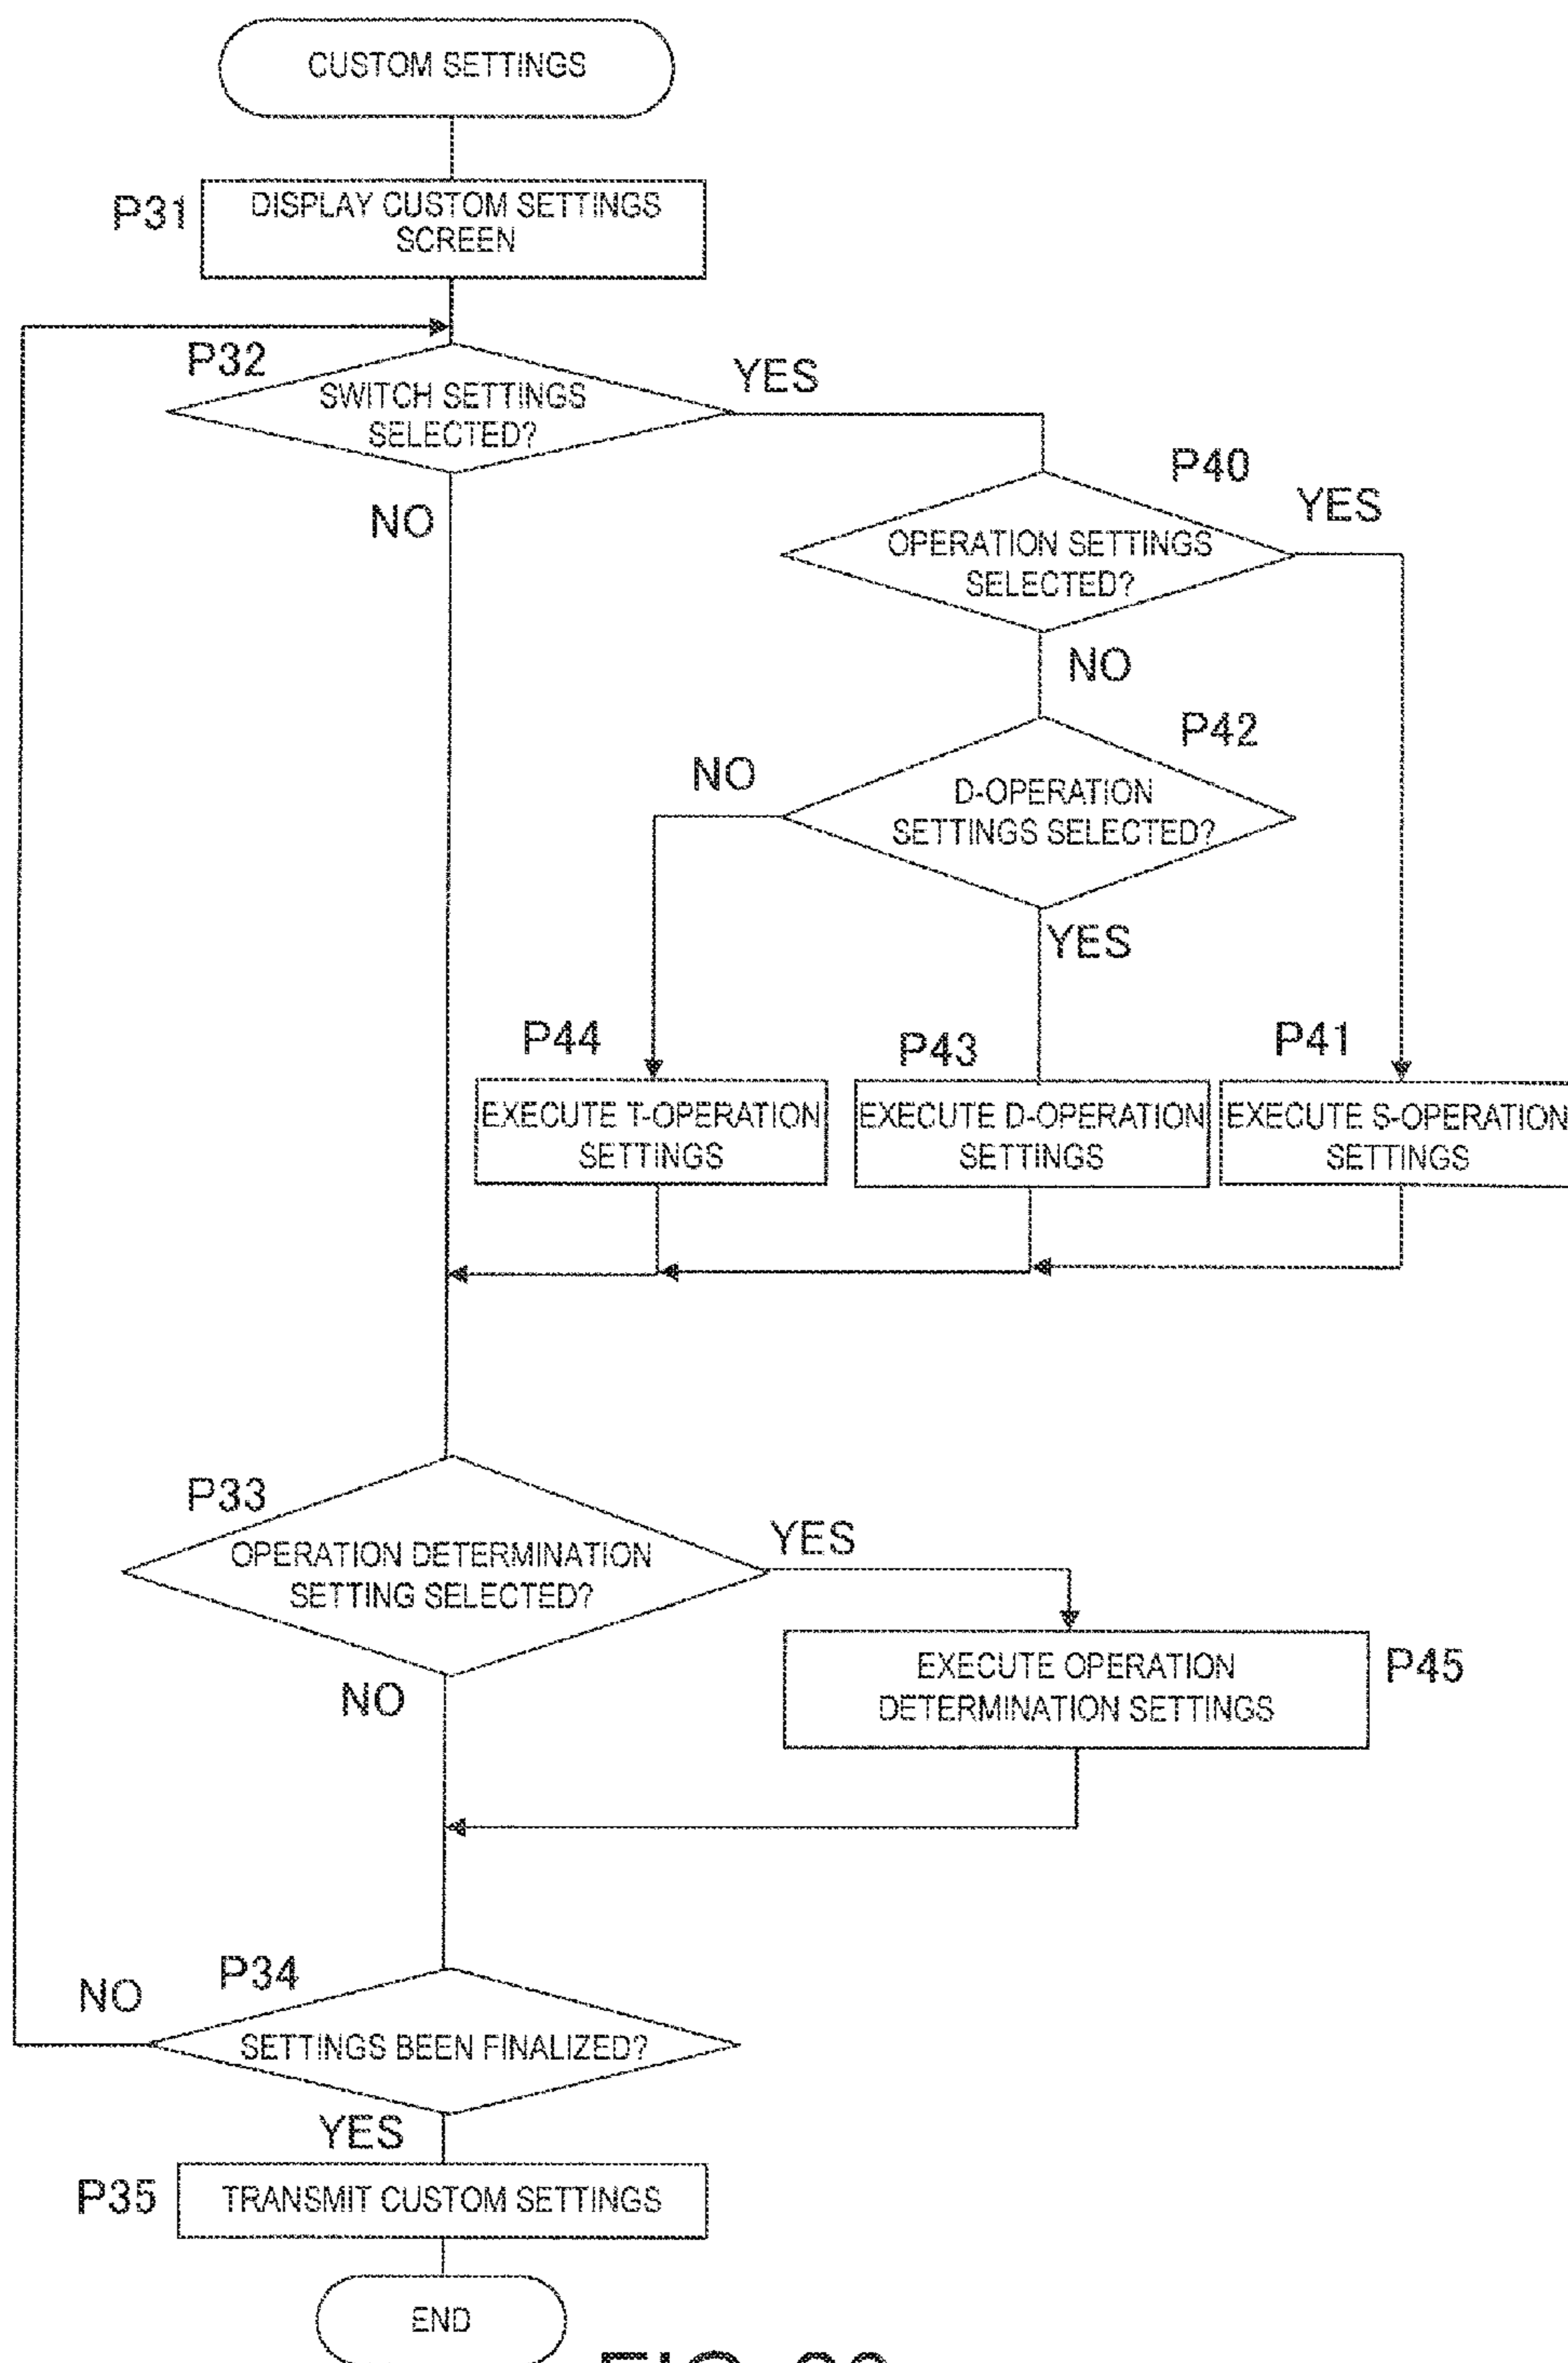 CUSTOM SETTINGS
P31
DISPLAY CUSTOM SETTINGS
SCREEN
P32
SWITCH SETTINGS
SELECTED?
YES
NO
P40
OPERATION SETTINGS
SELECTED?
YES
NO
P42
D-OPERATION
SETTINGS SELECTED?
NO
YES
P44
EXECUTE T-OPERATION
SETTINGS
P43
EXECUTE D-OPERATION
SETTINGS
P41
EXECUTE S-OPERATION
SETTINGS
P33
OPERATION DETERMINATION
SETTING SELECTED?
YES
NO
EXECUTE OPERATION
DETERMINATION SETTINGS
P45
P34
SETTINGS BEEN FINALIZED?
NO
YES
P35
TRANSMIT CUSTOM SETTINGS
END